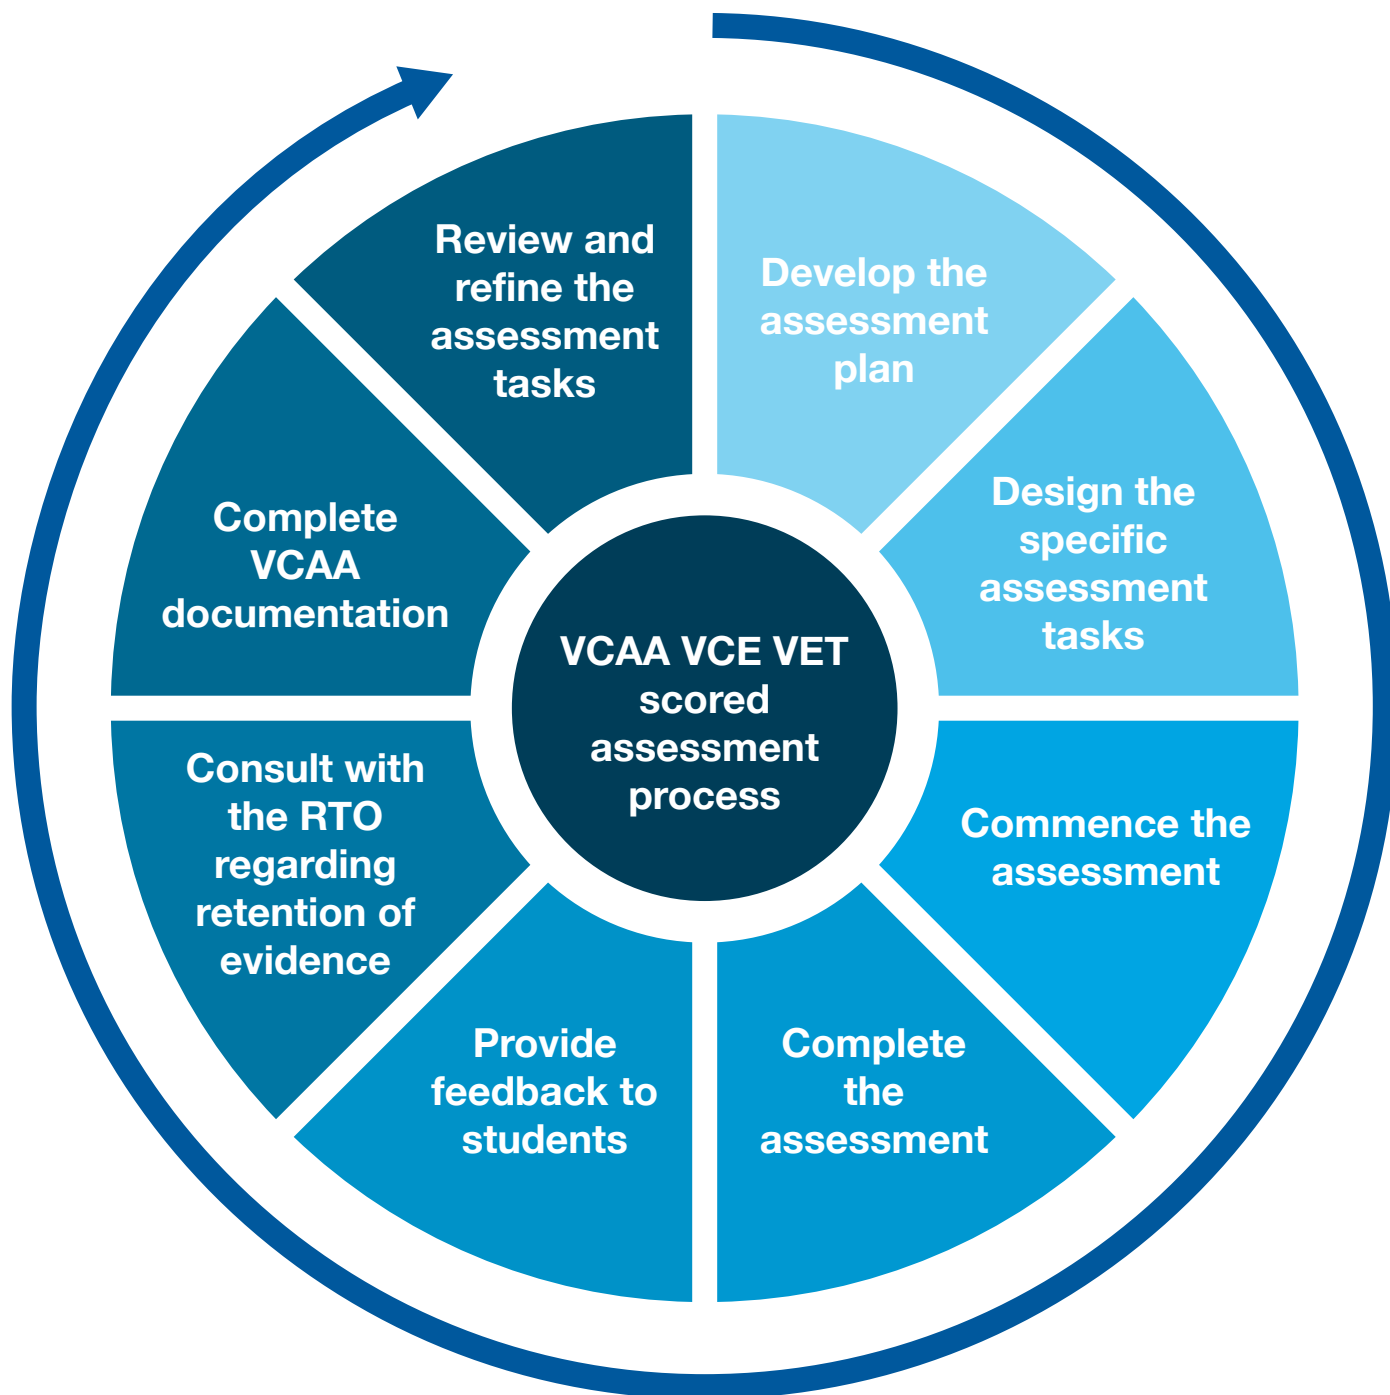 Develop the
assessment
plan
Design the
specific
assessment
tasks
Commence the
assessment
Complete
the
assessment
Provide
feedback to
students
Consult with
the RTO
regarding
retention of
evidence
Complete
VCAA
documentation
Review and
refine the
assessment
tasks
VCAA VCE VET
scored
assessment
process